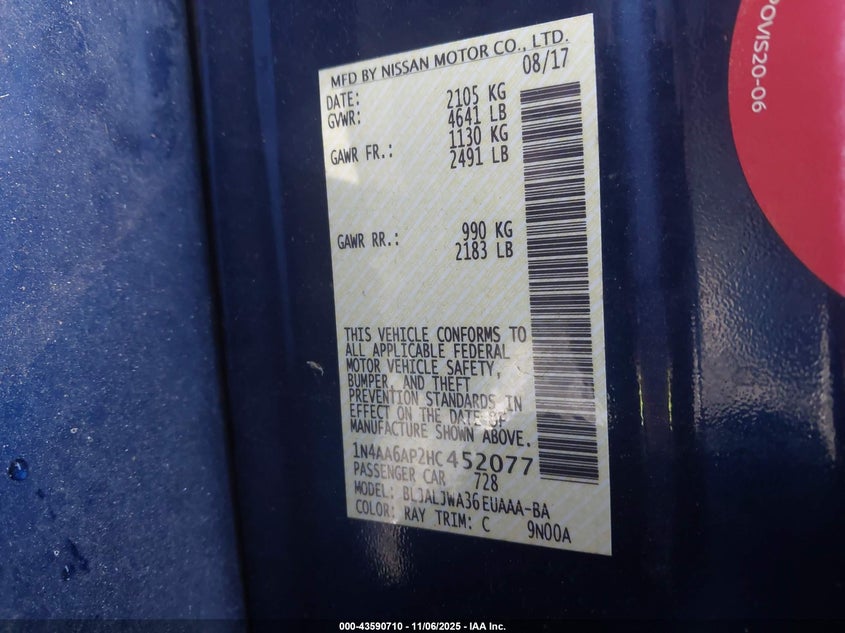 MFD BY NISSAN MOTOR CO., LTD.
DATE: 08/17
GVWR: 2105 KG
4641 LB
GAWR FR.: 1130 KG
2491 LB
GAWR RR.: 990 KG
2183 LB
THIS VEHICLE CONFORMS TO
ALL APPLICABLE FEDERAL
MOTOR VEHICLE SAFETY,
BUMPER, AND THEFT
PREVENTION STANDARDS IN
EFFECT ON THE DATE OF
MANUFACTURE SHOWN ABOVE.
1N4AA6AP2HC452077
PASSENGER CAR 728
MODEL: BL3ALJWA36EUAAA-BA
COLOR: RAY TRIM: C 9N00A
POVIS20-06
000-43590710 - 11/06/2025 - IAA Inc.